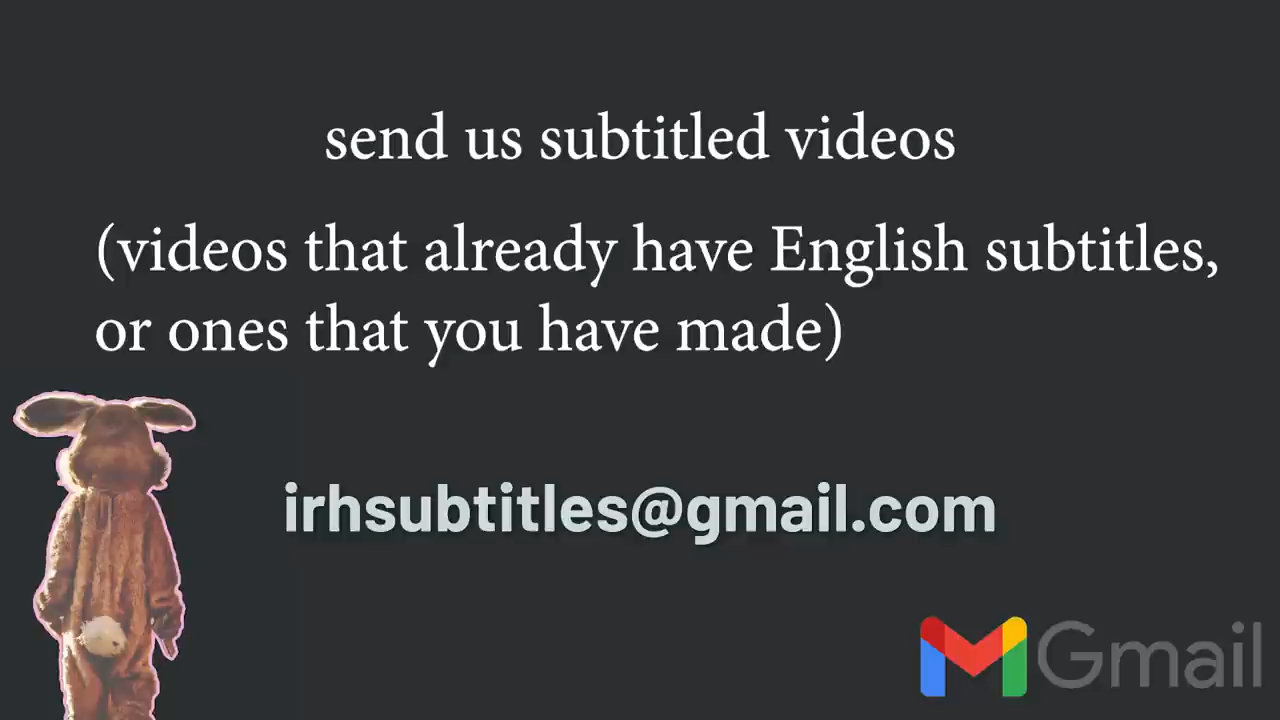 send us subtitled videos
(videos that already have English subtitles,
or ones that you have made)
irhsubtitles@gmail.com
Gmail